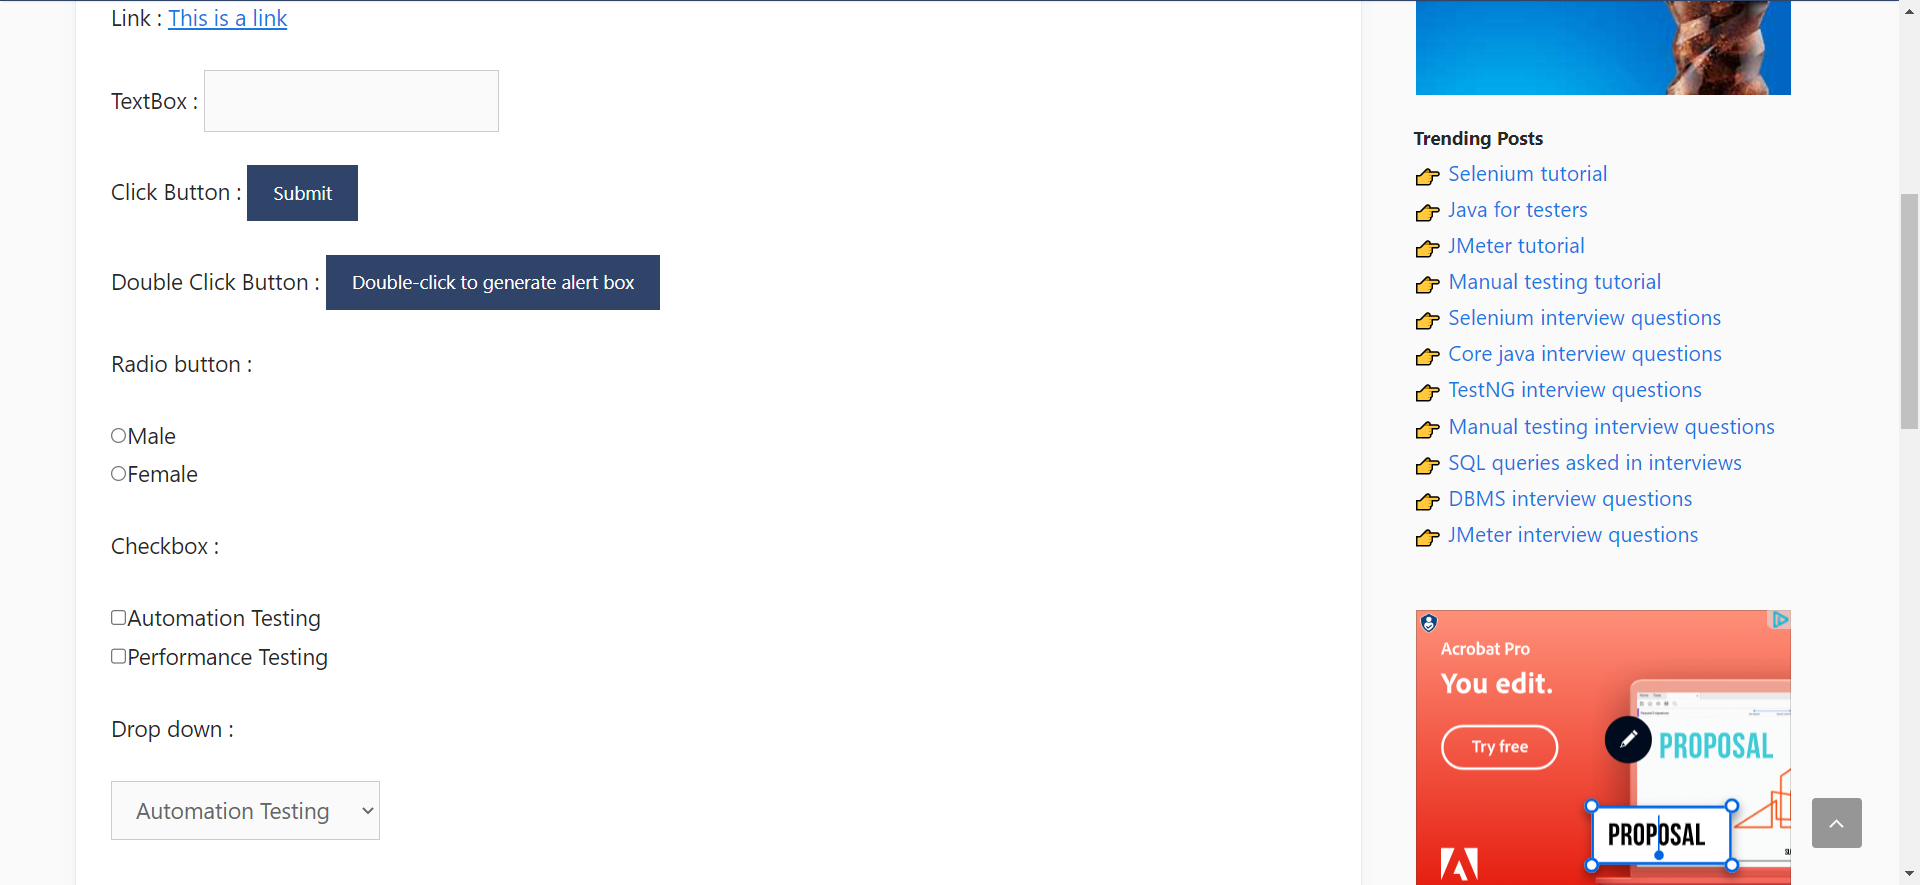 Link : This is a link
TextBox :
Click Button : Submit
Double Click Button : Double-click to generate alert box
Radio button :
Male
Female
Checkbox :
Automation Testing
Performance Testing
Drop down :
Automation Testing
Trending Posts
Selenium tutorial
Java for testers
JMeter tutorial
Manual testing tutorial
Selenium interview questions
Core java interview questions
TestNG interview questions
Manual testing interview questions
SQL queries asked in interviews
DBMS interview questions
JMeter interview questions
Acrobat Pro
You edit.
Try free
PROPOSAL
PROPOSAL